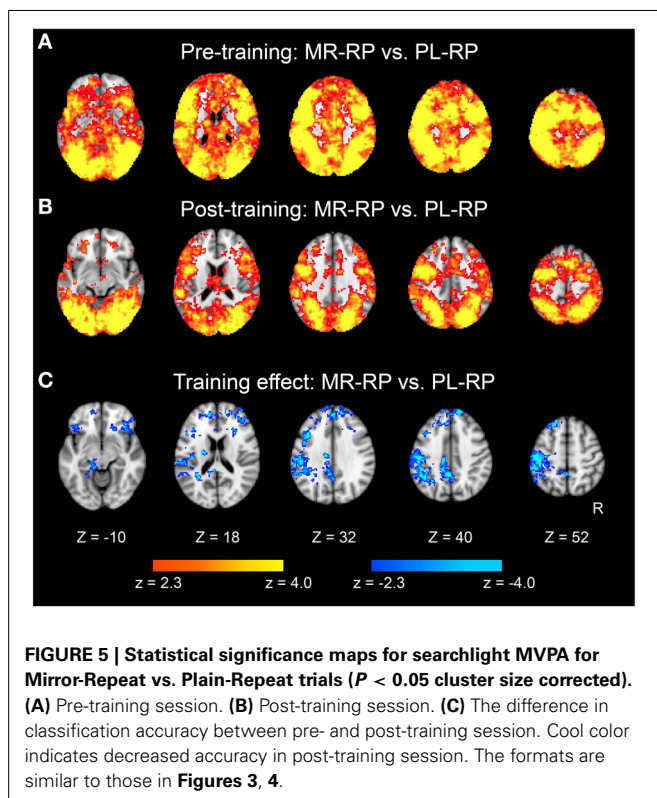 A
Pre-training: MR-RP vs. PL-RP
B
Post-training: MR-RP vs. PL-RP
C
Training effect: MR-RP vs. PL-RP
R
Z = -10 Z = 18 Z = 32 Z = 40 Z = 52
z = 2.3 z = 4.0 z = -2.3 z = -4.0
FIGURE 5 | Statistical significance maps for searchlight MVPA for
Mirror-Repeat vs. Plain-Repeat trials (P < 0.05 cluster size corrected).
(A) Pre-training session. (B) Post-training session. (C) The difference in
classification accuracy between pre- and post-training session. Cool color
indicates decreased accuracy in post-training session. The formats are
similar to those in Figures 3, 4.